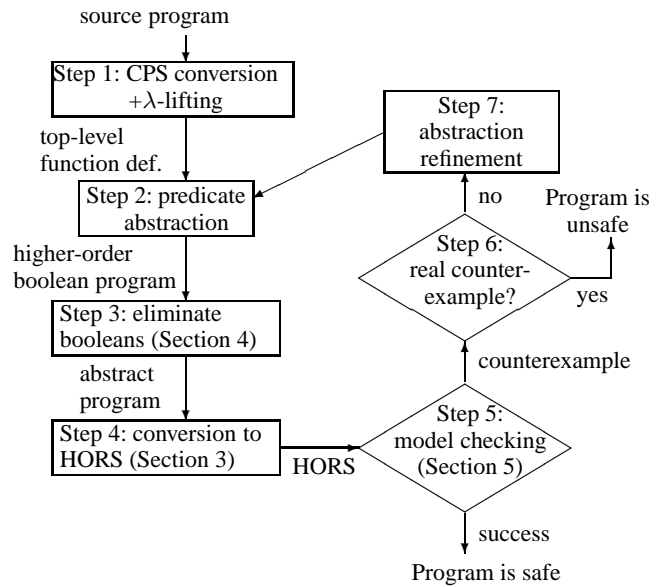 source program
Step 1: CPS conversion
+λ-lifting
top-level
function def.
Step 2: predicate
abstraction
higher-order
boolean program
Step 3: eliminate
booleans (Section 4)
abstract
program
Step 4: conversion to
HORS (Section 3)
HORS
Step 5:
model checking
(Section 5)
success
Program is safe
counterexample
Step 6:
real counter-
example?
yes
Program is
unsafe
no
Step 7:
abstraction
refinement